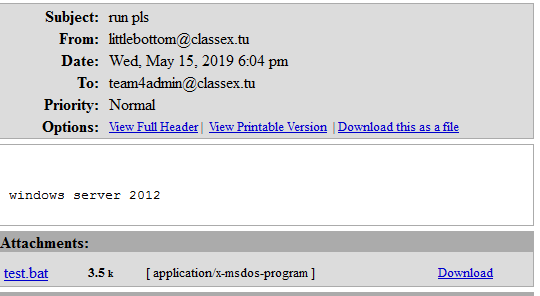 Subject: run pls
From: littlebottom@classex.tu
Date: Wed, May 15, 2019 6:04 pm
To: team4admin@classex.tu
Priority: Normal
Options: View Full Header | View Printable Version | Download this as a file
windows server 2012
Attachments:
test.bat 3.5 k [ application/x-msdos-program ] Download